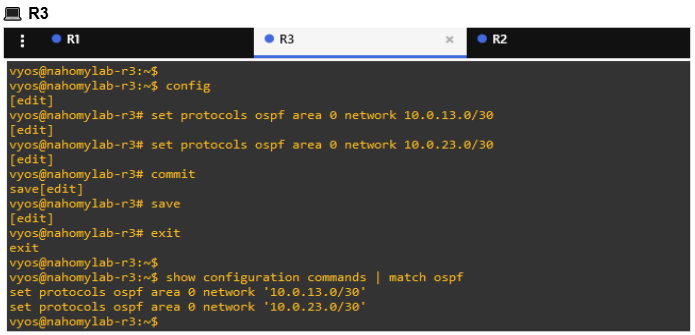 R3
R1 R3 × R2
vyos@nahomylab-r3:~$
vyos@nahomylab-r3:~$ config
[edit]
vyos@nahomylab-r3# set protocols ospf area 0 network 10.0.13.0/30
[edit]
vyos@nahomylab-r3# set protocols ospf area 0 network 10.0.23.0/30
[edit]
vyos@nahomylab-r3# commit
save[edit]
vyos@nahomylab-r3# save
[edit]
vyos@nahomylab-r3# exit
exit
vyos@nahomylab-r3:~$
vyos@nahomylab-r3:~$ show configuration commands | match ospf
set protocols ospf area 0 network '10.0.13.0/30'
set protocols ospf area 0 network '10.0.23.0/30'
vyos@nahomylab-r3:~$